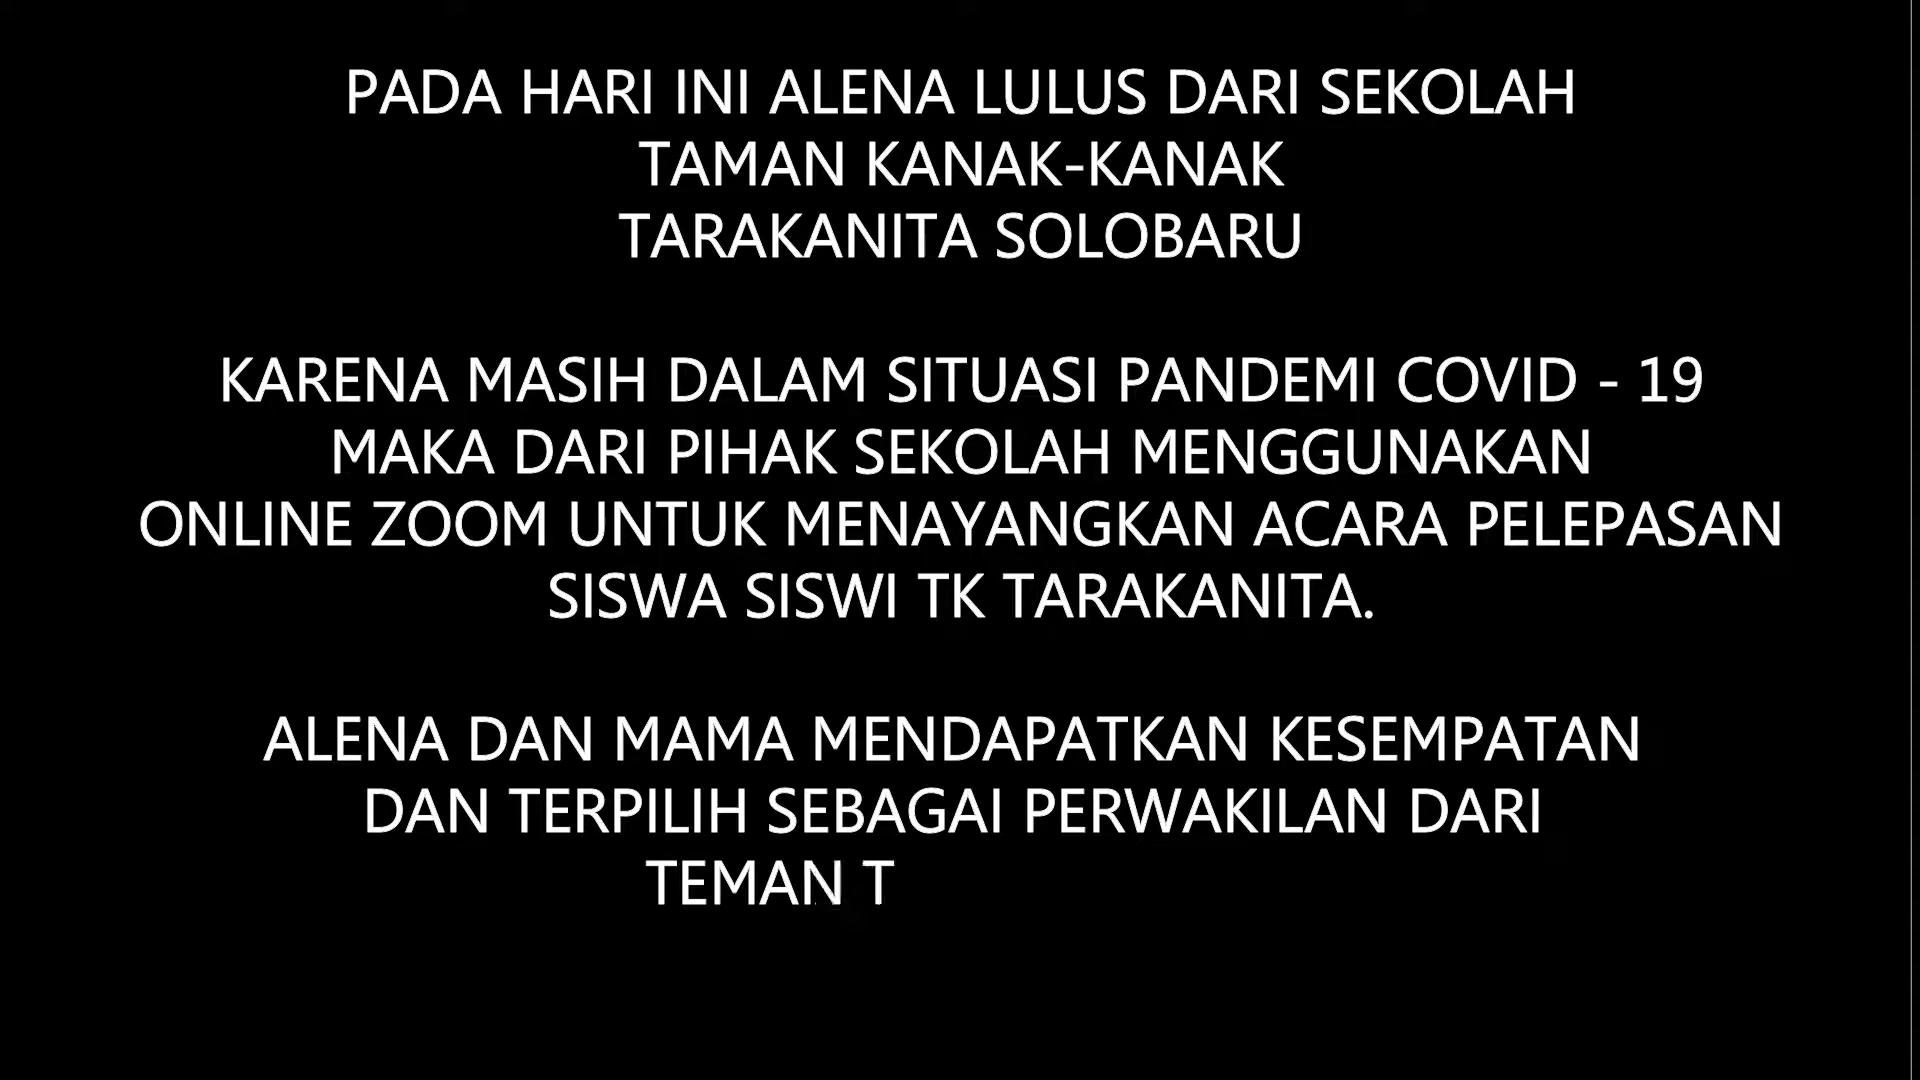 PADA HARI INI ALENA LULUS DARI SEKOLAH
TAMAN KANAK-KANAK
TARAKANITA SOLOBARU
KARENA MASIH DALAM SITUASI PANDEMI COVID - 19
MAKA DARI PIHAK SEKOLAH MENGGUNAKAN
ONLINE ZOOM UNTUK MENAYANGKAN ACARA PELEPASAN
SISWA SISWI TK TARAKANITA.
ALENA DAN MAMA MENDAPATKAN KESEMPATAN
DAN TERPILIH SEBAGAI PERWAKILAN DARI
TEMAN T